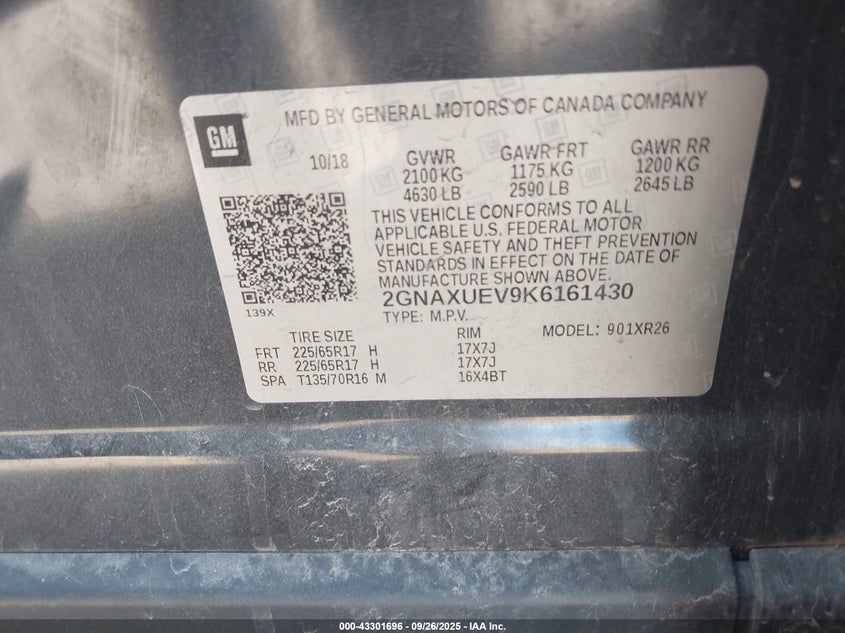 GM
MFD BY GENERAL MOTORS OF CANADA COMPANY
10/18 GVWR GAWR FRT GAWR RR
2100 KG 1175 KG 1200 KG
4630 LB 2590 LB 2645 LB
THIS VEHICLE CONFORMS TO ALL
APPLICABLE U.S. FEDERAL MOTOR
VEHICLE SAFETY AND THEFT PREVENTION
STANDARDS IN EFFECT ON THE DATE OF
MANUFACTURE SHOWN ABOVE.
139X
2GNAXUEV9K6161430
TYPE: M.P.V. MODEL: 901XR26
TIRE SIZE RIM
FRT 225/65R17 H 17X7J
RR 225/65R17 H 17X7J
SPA T135/70R16 M 16X4BT
000-43301696 - 09/26/2025 - IAA Inc.